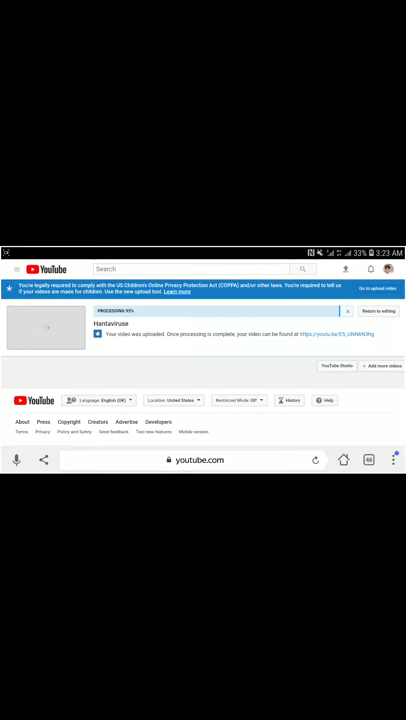 33% 3:23 AM
YouTube
Search
You're legally required to comply with the US Children's Online Privacy Protection Act (COPPA) and/or other laws. You're required to tell us
if your videos are made for children. Use the new upload tool. Learn more
Go to upload video
PROCESSING 95%
Return to editing
Hantaviruse
Your video was uploaded. Once processing is complete, your video can be found at
YouTube Studio
+ Add more videos
YouTube
Language: English (UK)
Location: United States
Restricted Mode: Off
History
Help
About Press Copyright Creators Advertise Developers
Terms Privacy Policy and Safety Send feedback Test new features Mobile version
youtube.com
46